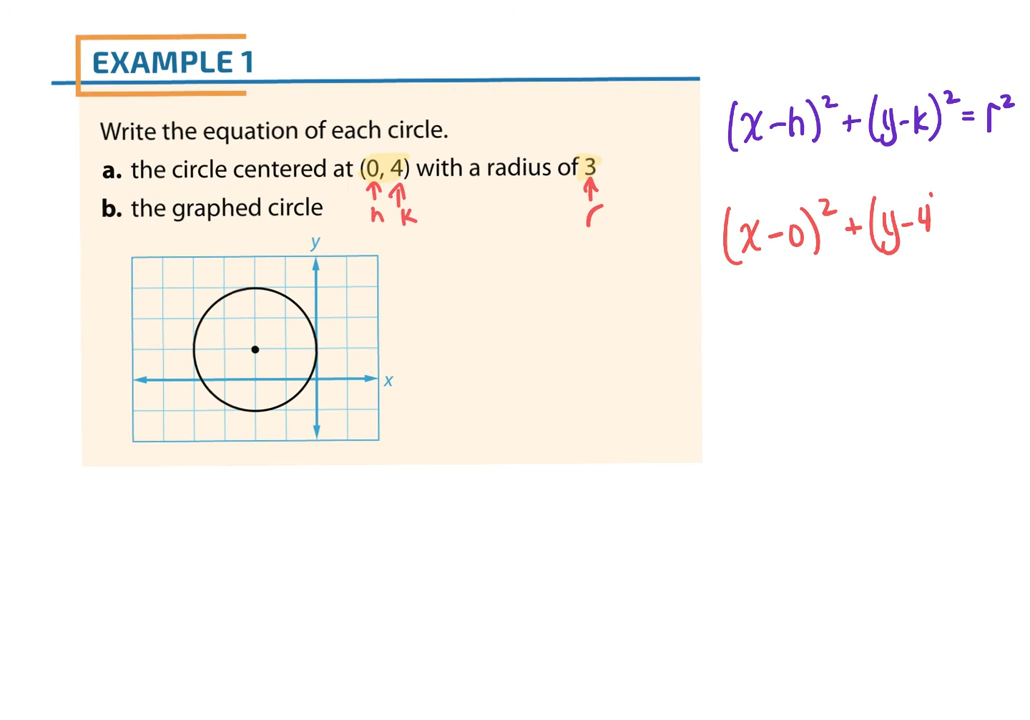 EXAMPLE 1
Write the equation of each circle.
a. the circle centered at (0, 4) with a radius of 3
b. the graphed circle
h k r
y
x
(x-h)² + (y-k)² = r²
(x-0)² + (y-4